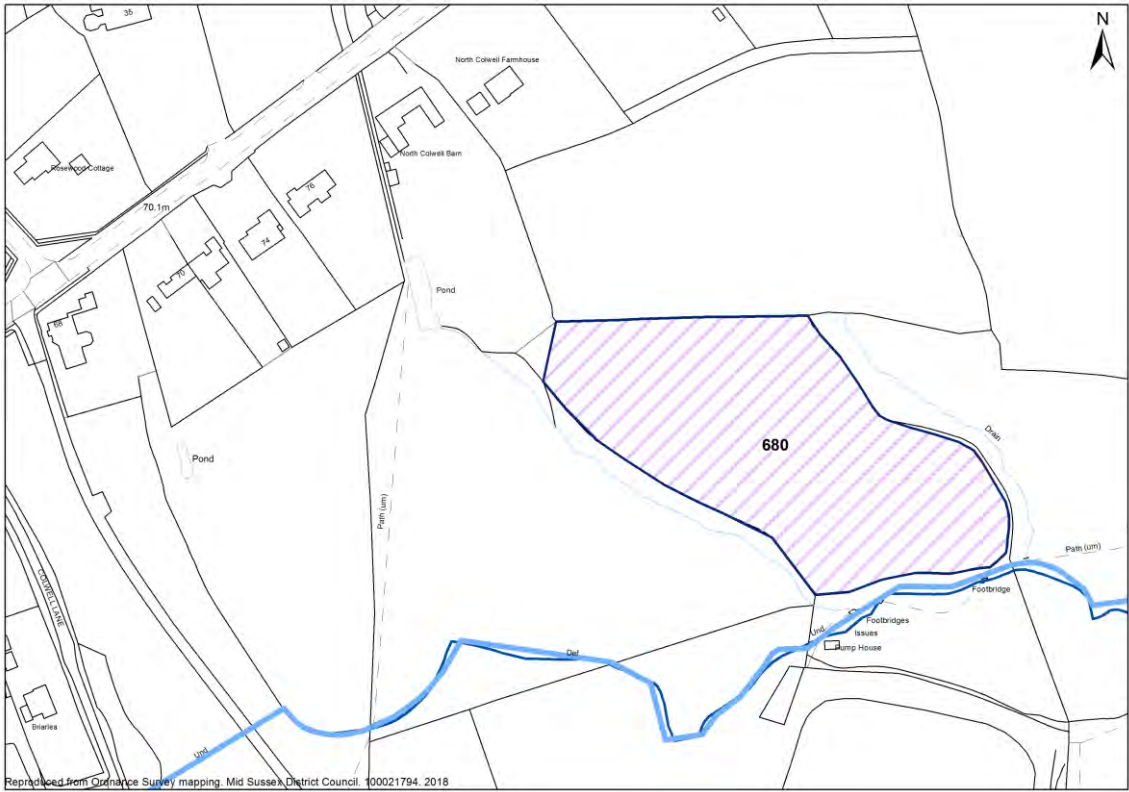 35
N
North Colwell Farmhouse
North Colwell Barn
Rosewood Cottage
76
70.1m
74
70
Pond
68
680
Drain
Pond
Path (um)
COLWELL LANE
Path (um)
Footbridge
Footbridges
Und
Issues
Pump House
Def
Briarles
Und
Reproduced from Ordnance Survey mapping. Mid Sussex District Council. 100021794. 2018